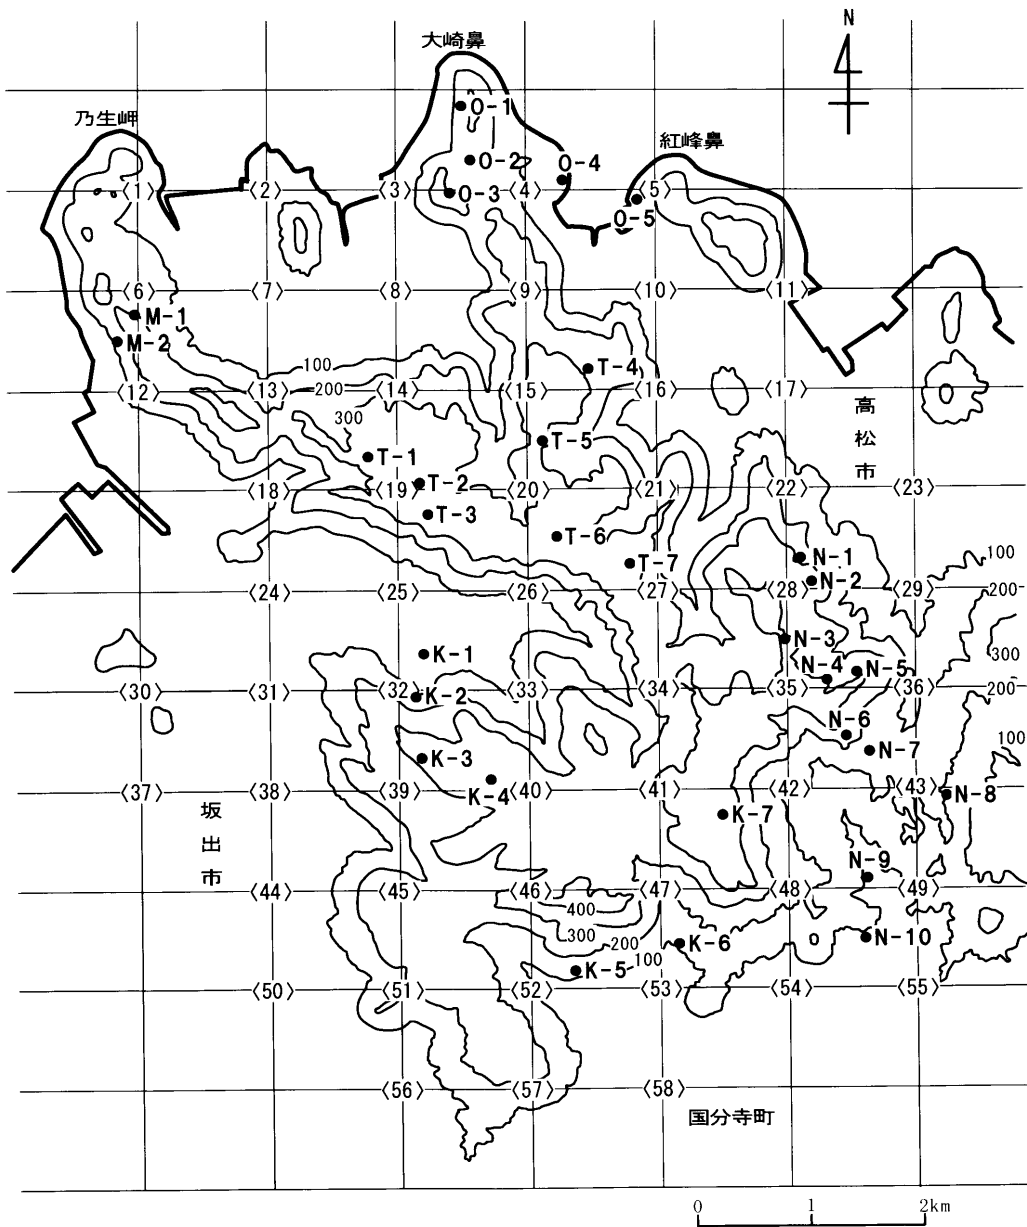 N
大崎鼻
乃生岬
O-1
紅峰鼻
O-2
O-4
〈1〉 〈2〉 〈3〉 O-3 〈4〉 〈5〉
O-5
〈6〉 〈7〉 〈8〉 〈9〉 〈10〉 〈11〉
M-1
M-2
100
T-4
〈12〉 〈13〉 200 〈14〉 〈15〉 〈16〉 〈17〉
300
高松市
T-5
T-1
〈18〉 〈19〉 T-2 〈20〉 〈21〉 〈22〉 〈23〉
T-3
T-6
T-7
N-1
100
N-2
〈24〉 〈25〉 〈26〉 〈27〉 〈28〉 〈29〉 200
N-3
K-1
300
N-4 N-5
〈30〉 〈31〉 〈32〉 K-2 〈33〉 〈34〉 〈35〉 〈36〉 200
N-6
N-7
100
K-3
K-4
〈37〉 〈38〉 〈39〉 〈40〉 〈41〉 〈42〉 〈43〉 N-8
坂出市
K-7
N-9
〈44〉 〈45〉 〈46〉 〈47〉 〈48〉 〈49〉
400
300
200
K-6
N-10
100
K-5
〈50〉 〈51〉 〈52〉 〈53〉 〈54〉 〈55〉
〈56〉 〈57〉 〈58〉
国分寺町
0 1 2km